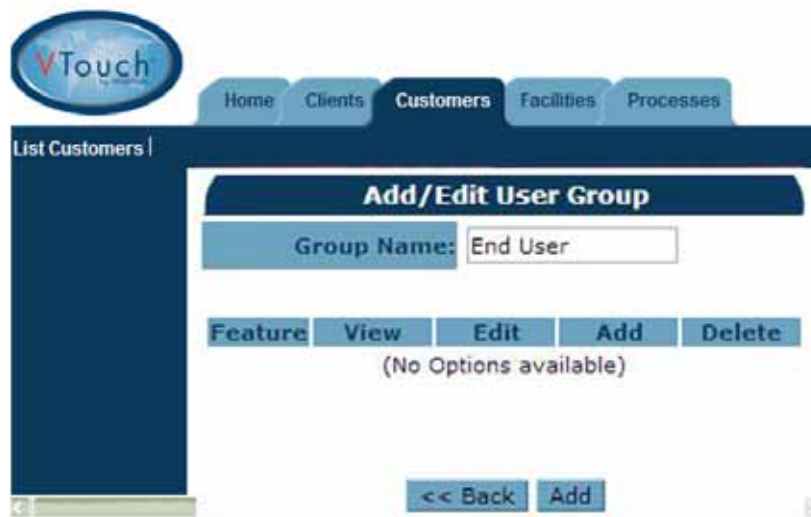 VTouch
Home Clients Customers Facilities Processes
List Customers |
Add/Edit User Group
Group Name: End User
Feature View Edit Add Delete
(No Options available)
<< Back Add